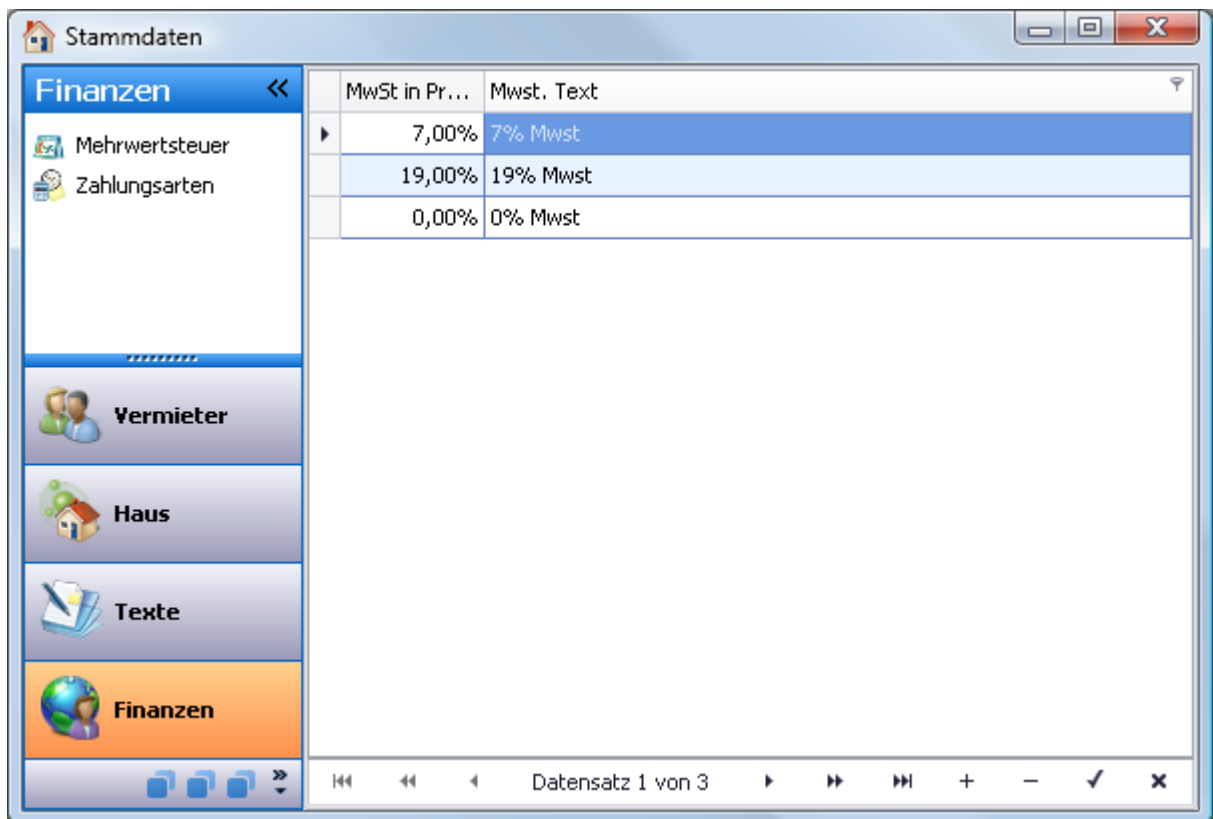 Stammdaten
Finanzen
Mehrwertsteuer
Zahlungsarten
Vermieter
Haus
Texte
Finanzen
MwSt in Pr... Mwst. Text
7,00% 7% Mwst
19,00% 19% Mwst
0,00% 0% Mwst
Datensatz 1 von 3